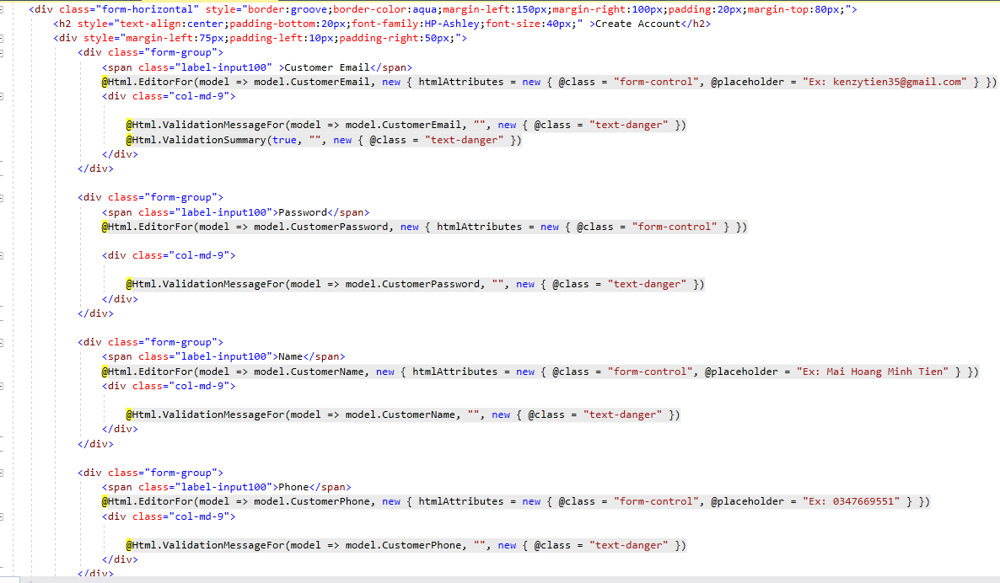 <div class="form-horizontal" style="border:groove;border-color:aqua;margin-left:150px;margin-right:100px;padding:20px;margin-top:80px;">
<h2 style="text-align:center;padding-bottom:20px;font-family:HP-Ashley;font-size:40px;" >Create Account</h2>
<div style="margin-left:75px;padding-left:10px;padding-right:50px;">
<div class="form-group">
<span class="label-input100" >Customer Email</span>
@Html.EditorFor(model => model.CustomerEmail, new { htmlAttributes = new { @class = "form-control", @placeholder = "Ex: kenzytien35@gmail.com" } })
<div class="col-md-9">
@Html.ValidationMessageFor(model => model.CustomerEmail, "", new { @class = "text-danger" })
@Html.ValidationSummary(true, "", new { @class = "text-danger" })
</div>
</div>
<div class="form-group">
<span class="label-input100">Password</span>
@Html.EditorFor(model => model.CustomerPassword, new { htmlAttributes = new { @class = "form-control" } })
<div class="col-md-9">
@Html.ValidationMessageFor(model => model.CustomerPassword, "", new { @class = "text-danger" })
</div>
</div>
<div class="form-group">
<span class="label-input100">Name</span>
@Html.EditorFor(model => model.CustomerName, new { htmlAttributes = new { @class = "form-control", @placeholder = "Ex: Mai Hoang Minh Tien" } })
<div class="col-md-9">
@Html.ValidationMessageFor(model => model.CustomerName, "", new { @class = "text-danger" })
</div>
</div>
<div class="form-group">
<span class="label-input100">Phone</span>
@Html.EditorFor(model => model.CustomerPhone, new { htmlAttributes = new { @class = "form-control", @placeholder = "Ex: 0347669551" } })
<div class="col-md-9">
@Html.ValidationMessageFor(model => model.CustomerPhone, "", new { @class = "text-danger" })
</div>
</div>